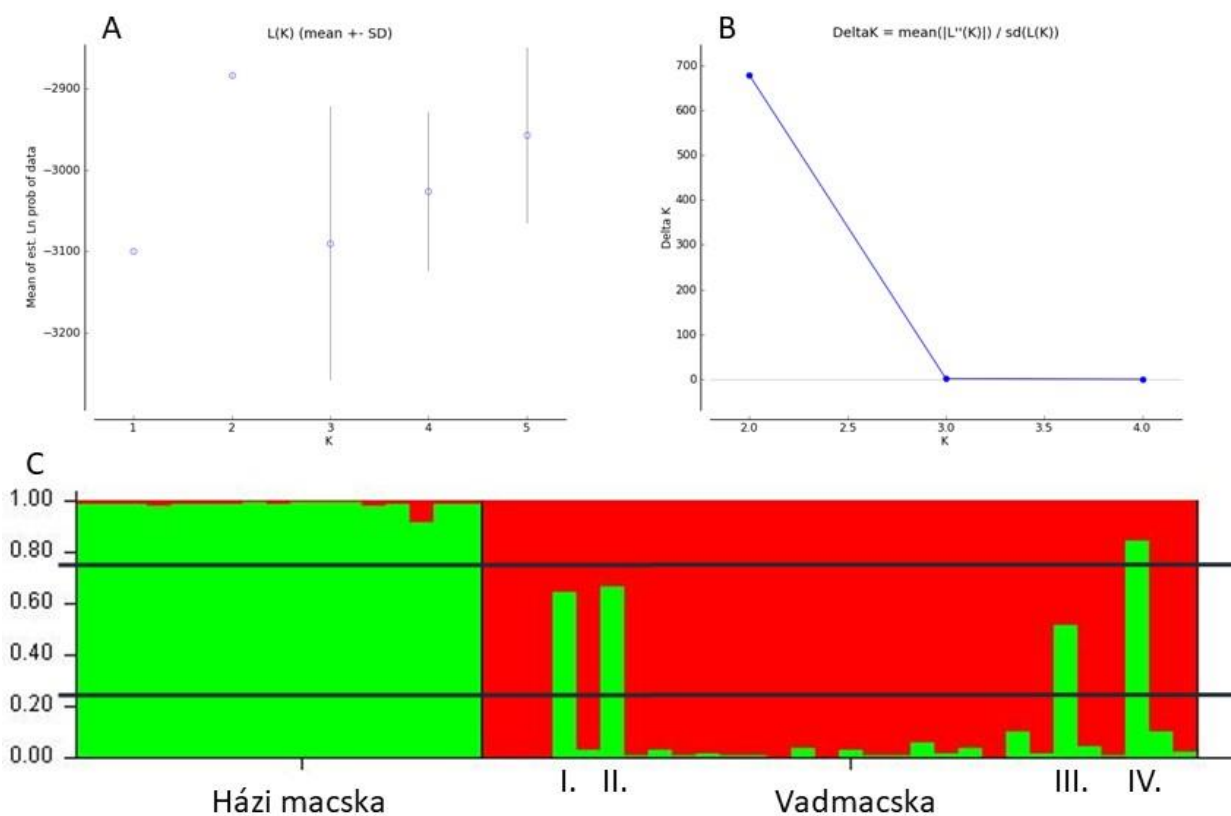 A
L(K) (mean +- SD)
Mean of est. Ln prob of data
−2900
−3000
−3100
−3200
1 2 3 4 5
K
B
DeltaK = mean(|L''(K)|) / sd(L(K))
Delta K
700
600
500
400
300
200
100
0
2.0 2.5 3.0 3.5 4.0
K
C
1.00
0.80
0.60
0.40
0.20
0.00
I. II. III. IV.
Házi macska Vadmacska